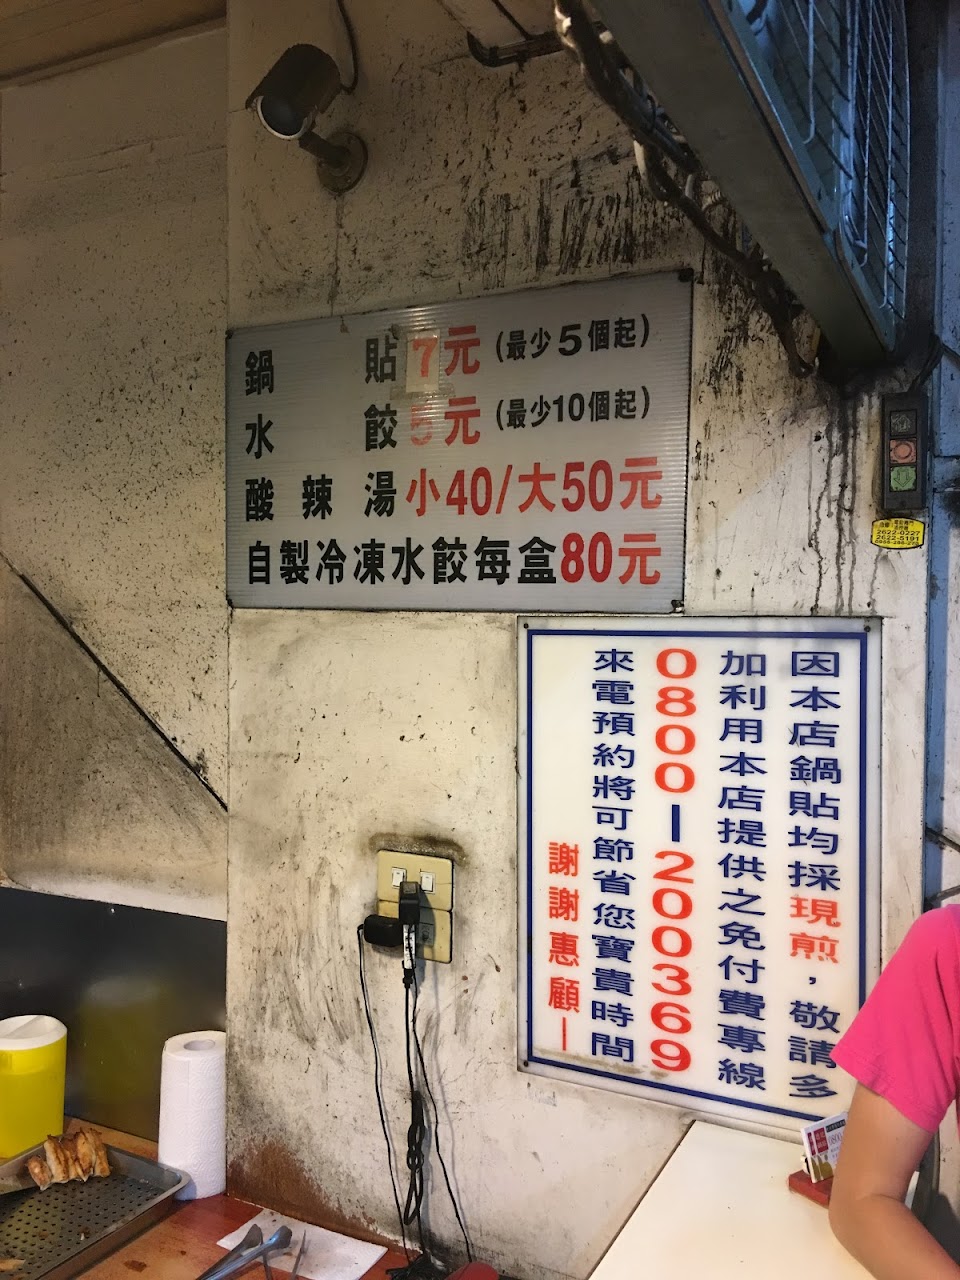 鍋貼7元(最少5個起)
水餃5元(最少10個起)
酸辣湯小40/大50元
自製冷凍水餃每盒80元
因本店鍋貼均採現煎，敬請多
加利用本店提供之免付費專線
0800-200369
來電預約將可節省您寶貴時間
謝謝惠顧
2622-0227
2622-5191